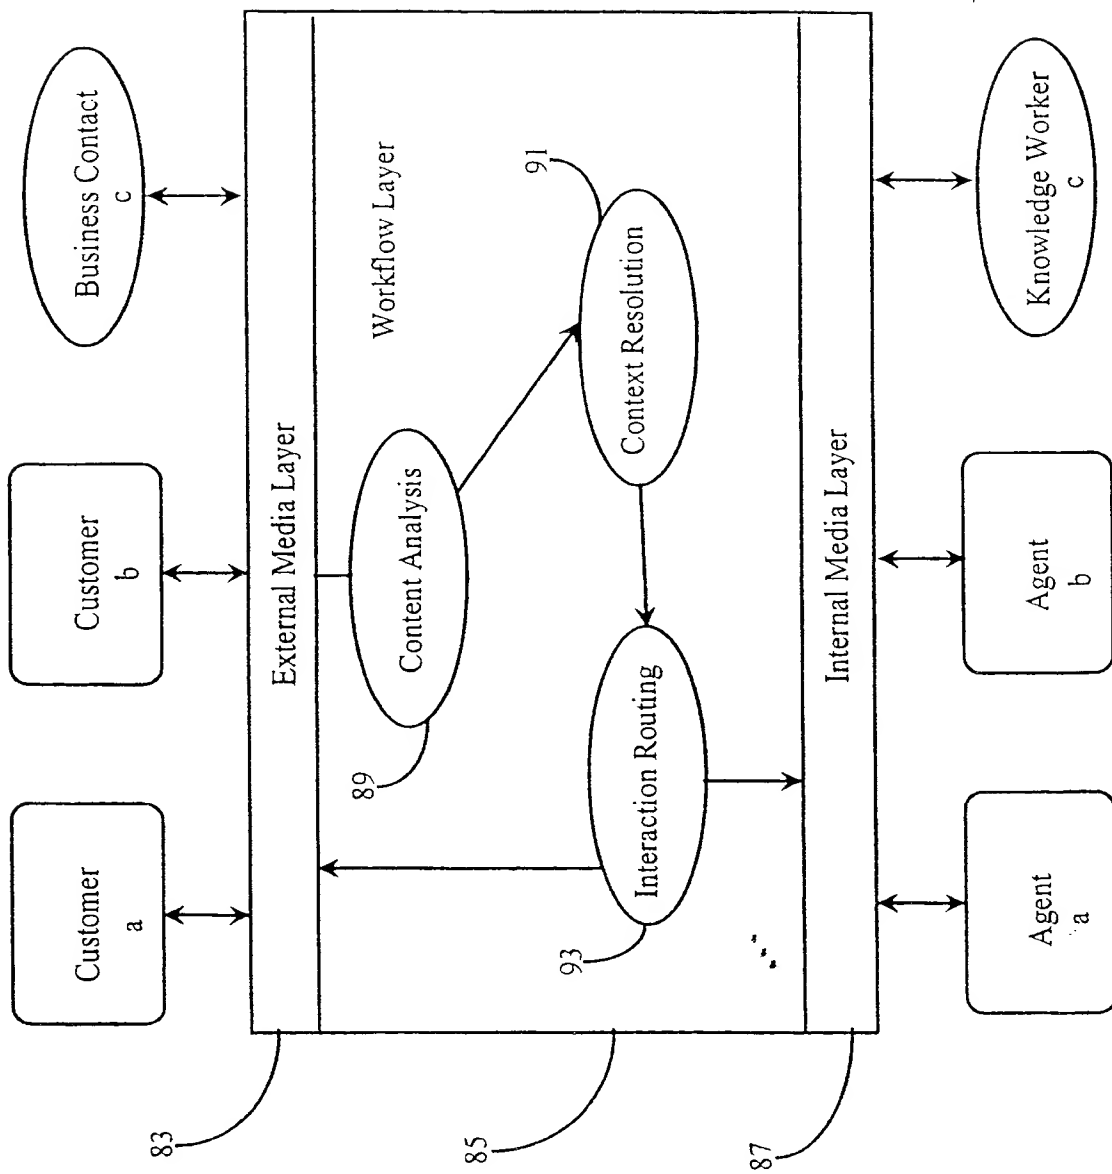 Customer
a
Customer
b
Business Contact
c
83
External Media Layer
85
Workflow Layer
89
Content Analysis
91
Context Resolution
93
Interaction Routing
87
Internal Media Layer
Agent
a
Agent
b
Knowledge Worker
c